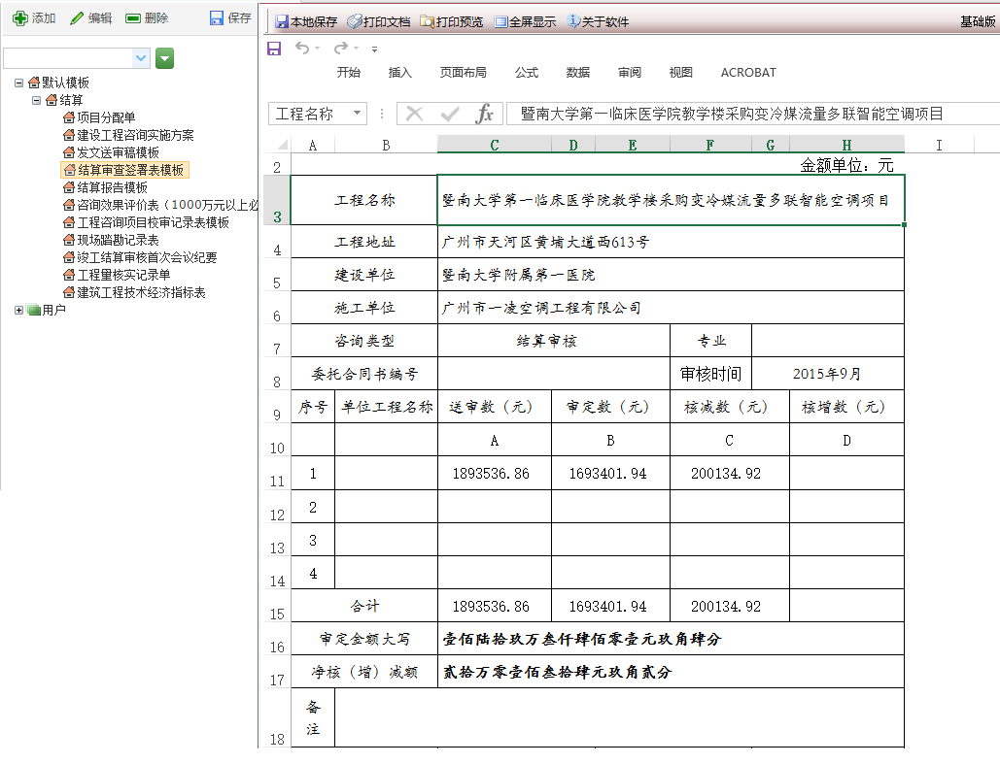 添加 编辑 删除 保存
默认模板
结算
项目分配单
建设工程咨询实施方案
发文送审稿模板
结算审查签署表模板
结算报告模板
咨询效果评价表（1000万元以上必
工程咨询项目校审记录表模板
现场踏勘记录表
竣工结算审核首次会议纪要
工程量核实记录单
建筑工程技术经济指标表
用户
本地保存 打印文档 打印预览 全屏显示 关于软件 基础版
开始 插入 页面布局 公式 数据 审阅 视图 ACROBAT
工程名称 fx 暨南大学第一临床医学院教学楼采购变冷媒流量多联智能空调项目
A B C D E F G H I
2 金额单位：元
3 工程名称 暨南大学第一临床医学院教学楼采购变冷媒流量多联智能空调项目
4 工程地址 广州市天河区黄埔大道西613号
5 建设单位 暨南大学附属第一医院
6 施工单位 广州市一凌空调工程有限公司
7 咨询类型 结算审核 专业
8 委托合同书编号 审核时间 2015年9月
9 序号 单位工程名称 送审数（元） 审定数（元） 核减数（元） 核增数（元）
10 A B C D
11 1 1893536.86 1693401.94 200134.92
12 2
13 3
14 4
15 合计 1893536.86 1693401.94 200134.92
16 审定金额大写 壹佰陆拾玖万叁仟肆佰零壹元玖角肆分
17 净核（增）减额 贰拾万零壹佰叁拾肆元玖角贰分
18 备注